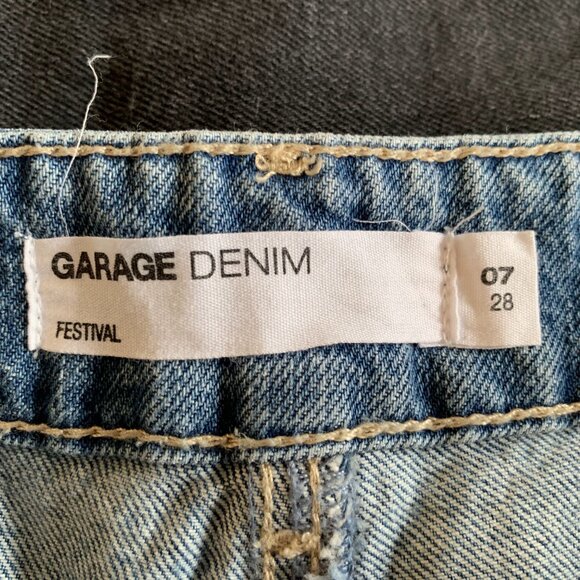 GARAGE DENIM
FESTIVAL
07
28